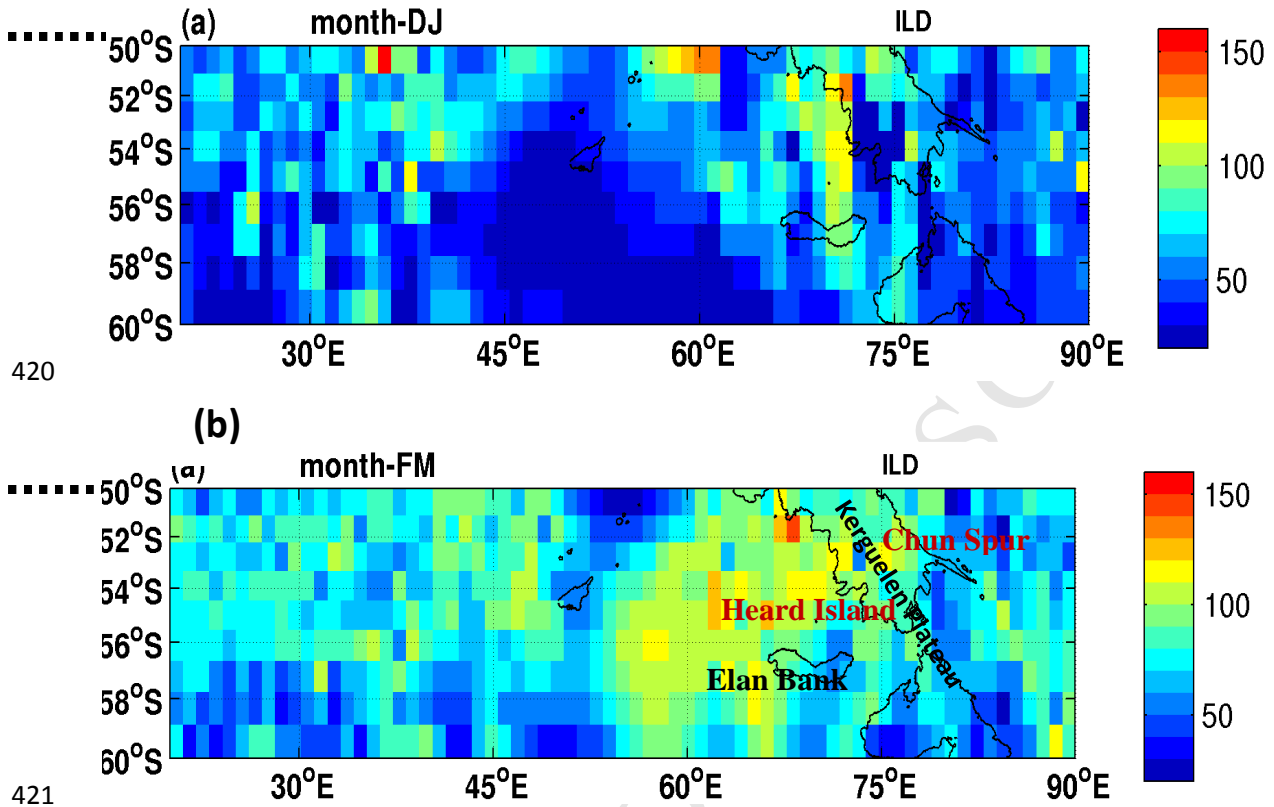 (a) month-DJ ILD
50°S
52°S
54°S
56°S
58°S
60°S
30°E 45°E 60°E 75°E 90°E
150
100
50
420
(b)
(a) month-FM ILD
50°S
52°S
54°S
56°S
58°S
60°S
Kerguelen Plateau
Chun Spur
Heard Island
Elan Bank
30°E 45°E 60°E 75°E 90°E
150
100
50
421